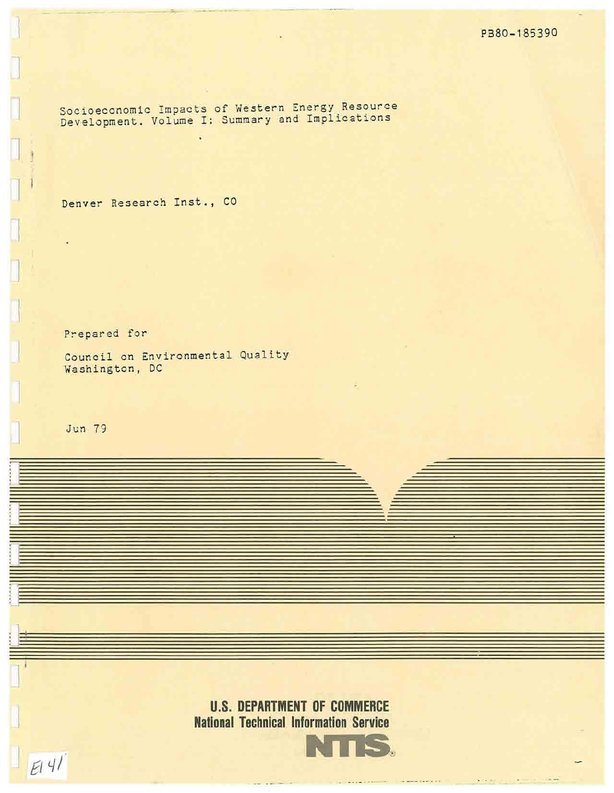 PB80-185390
Socioeconomic Impacts of Western Energy Resource
Development. Volume I: Summary and Implications
Denver Research Inst., CO
Prepared for
Council on Environmental Quality
Washington, DC
Jun 79
U.S. DEPARTMENT OF COMMERCE
National Technical Information Service
NTIS®
E141